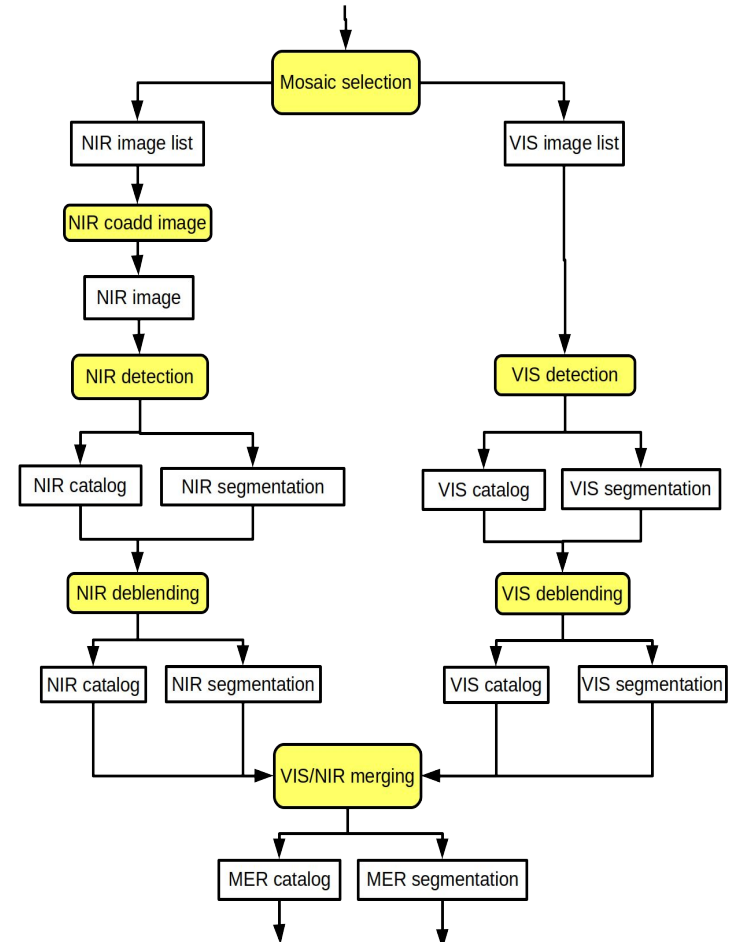 Mosaic selection
NIR image list
VIS image list
NIR coadd image
NIR image
NIR detection
VIS detection
NIR catalog
NIR segmentation
VIS catalog
VIS segmentation
NIR deblending
VIS deblending
NIR catalog
NIR segmentation
VIS catalog
VIS segmentation
VIS/NIR merging
MER catalog
MER segmentation